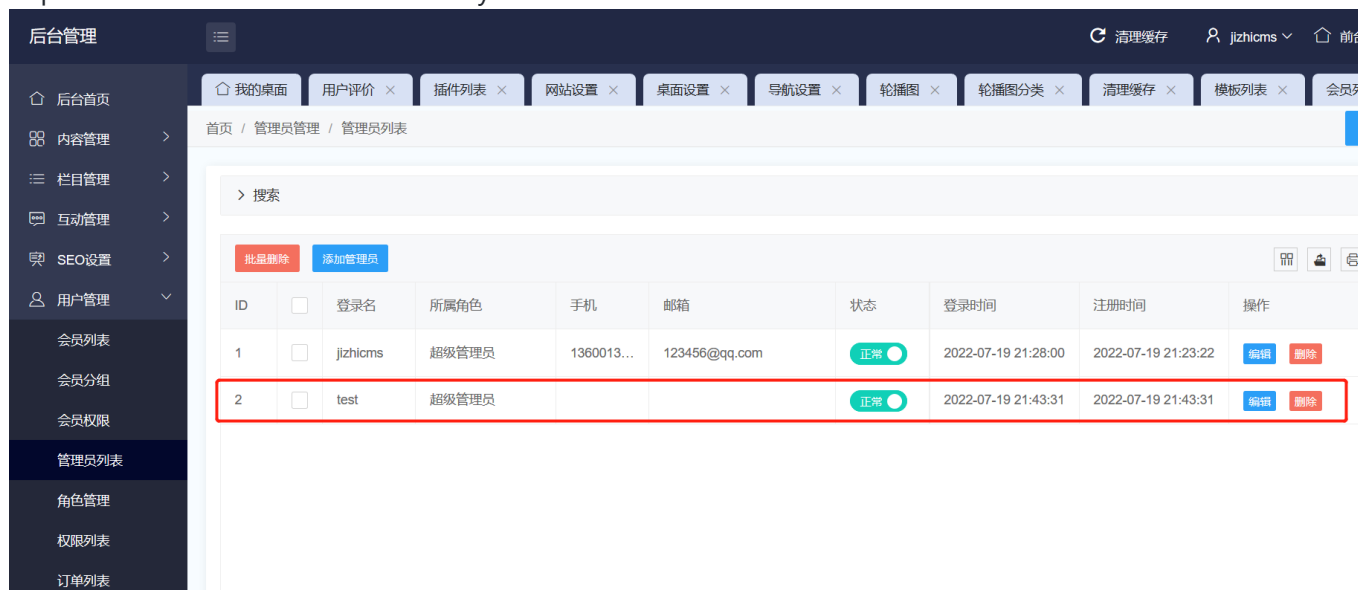 后台管理
清理缓存 jizhicms 前台
我的桌面 用户评价 插件列表 网站设置 桌面设置 导航设置 轮播图 轮播图分类 清理缓存 模板列表
后台首页
首页 / 管理员管理 / 管理员列表
内容管理
栏目管理
搜索
互动管理
SEO设置
批量删除 添加管理员
用户管理
ID 登录名 所属角色 手机 邮箱 状态 登录时间 注册时间 操作
会员列表
1 jizhicms 超级管理员 1360013... 123456@qq.com 正常 2022-07-19 21:28:00 2022-07-19 21:23:22 编辑 删除
会员分组
2 test 超级管理员 正常 2022-07-19 21:43:31 2022-07-19 21:43:31 编辑 删除
会员权限
管理员列表
角色管理
权限列表
订单列表